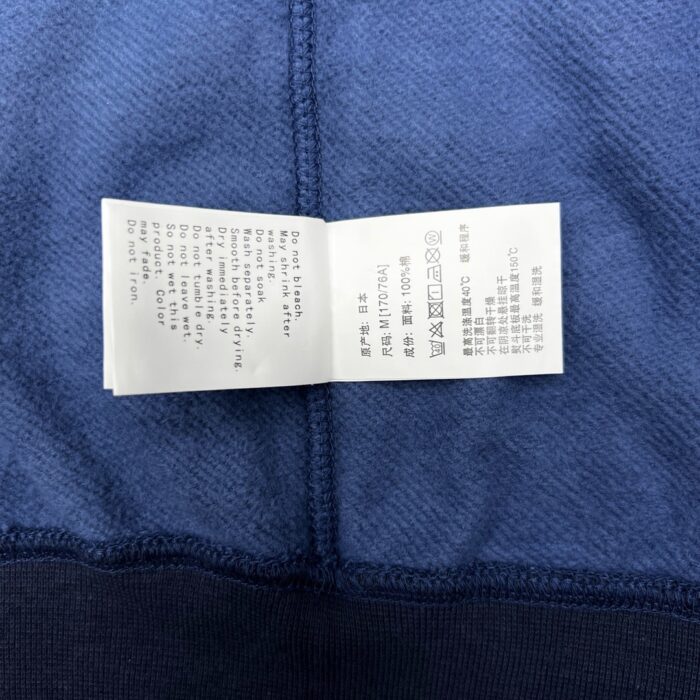 Do not bleach.
May shrink after
washing.
Do not soak
Wash separately.
Smooth before drying.
Dry immediately
after washing.
Do not tumble dry.
Do not leave wet.
So not wet this
product. Color
may fade.
Do not iron.
原产地: 日本
尺码: M [170/76A]
成份: 面料: 100%棉
最高洗涤温度40℃ 缓和程序
不可漂白
不可翻转干燥
在阴凉处悬挂晾干
熨斗底板最高温度150℃
不可干洗
专业湿洗 缓和湿洗